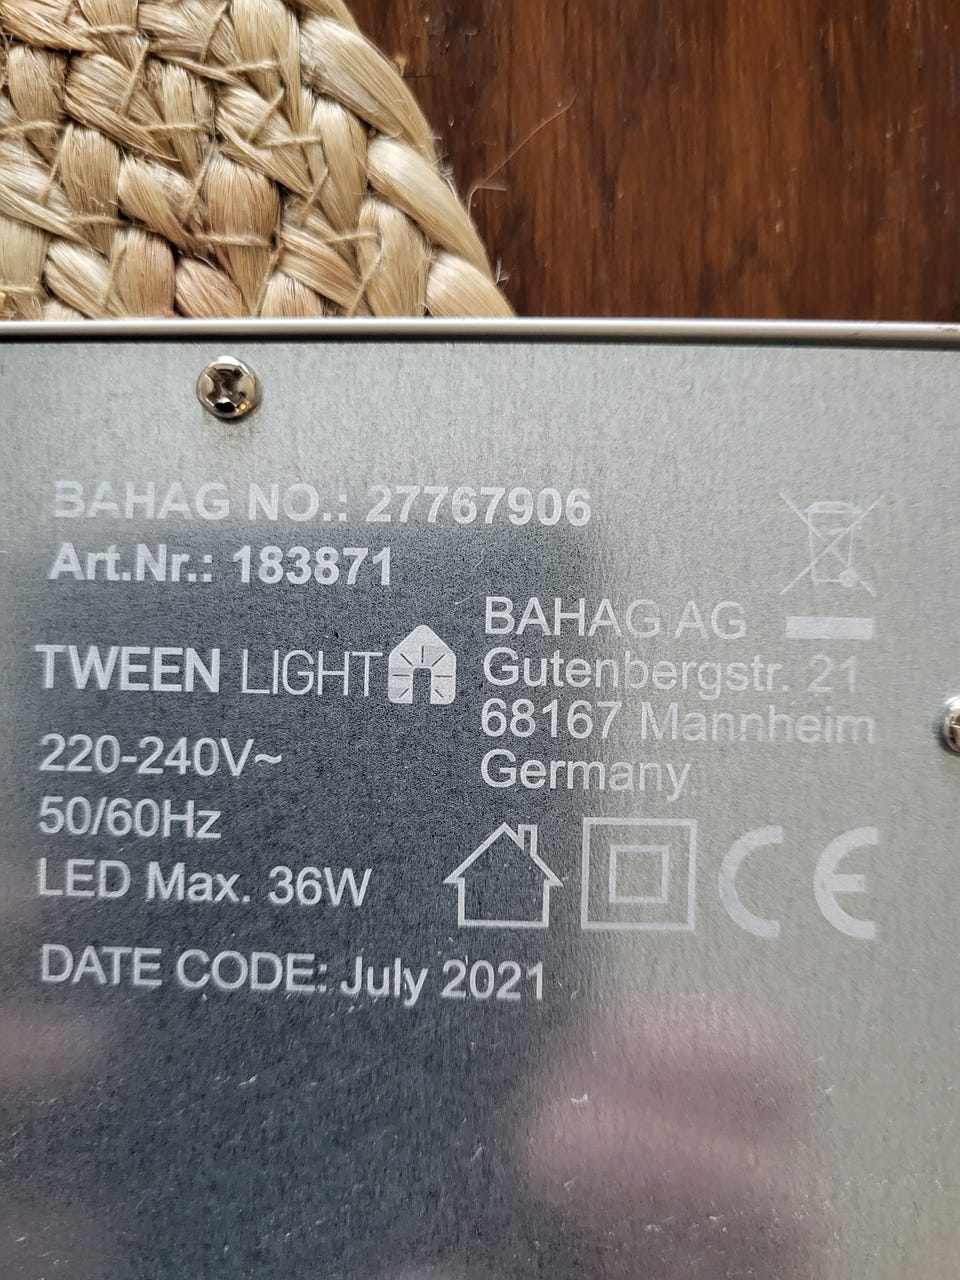 BAHAG NO.: 27767906
Art.Nr.: 183871
TWEEN LIGHT
BAHAG AG
Gutenbergstr. 21
68167 Mannheim
Germany
220-240V~
50/60Hz
LED Max. 36W
CE
DATE CODE: July 2021